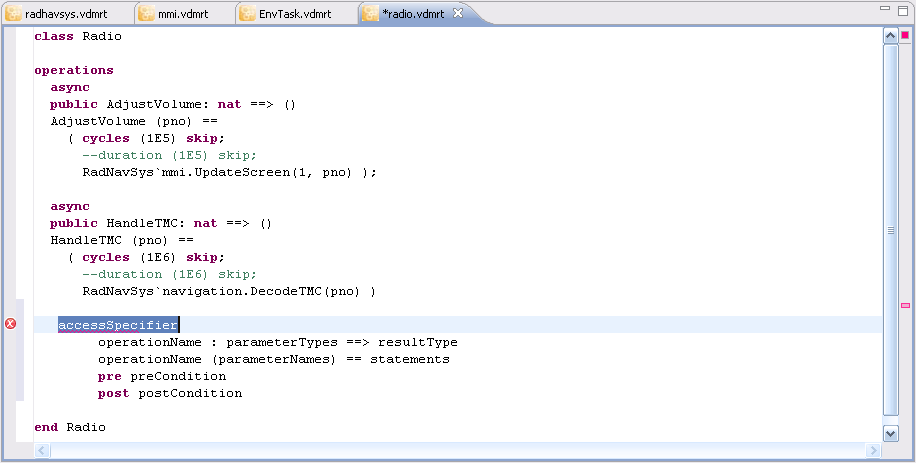 radhavsys.vdmrt mmi.vdmrt EnvTask.vdmrt *radio.vdmrt
class Radio
operations
async
public AdjustVolume: nat ==> ()
AdjustVolume (pno) ==
( cycles (1E5) skip;
--duration (1E5) skip;
RadNavSys`mmi.UpdateScreen(1, pno) );
async
public HandleTMC: nat ==> ()
HandleTMC (pno) ==
( cycles (1E6) skip;
--duration (1E6) skip;
RadNavSys`navigation.DecodeTMC(pno) )
accessSpecifier
operationName : parameterTypes ==> resultType
operationName (parameterNames) == statements
pre preCondition
post postCondition
end Radio